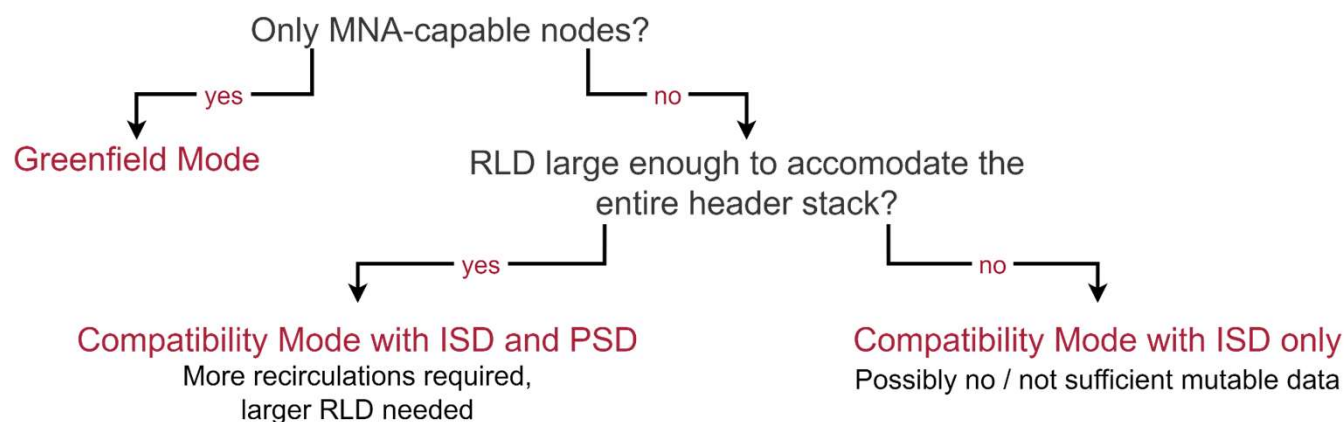 Only MNA-capable nodes?
yes
no
Greenfield Mode
RLD large enough to accomodate the
entire header stack?
yes
no
Compatibility Mode with ISD and PSD
More recirculations required,
larger RLD needed
Compatibility Mode with ISD only
Possibly no / not sufficient mutable data